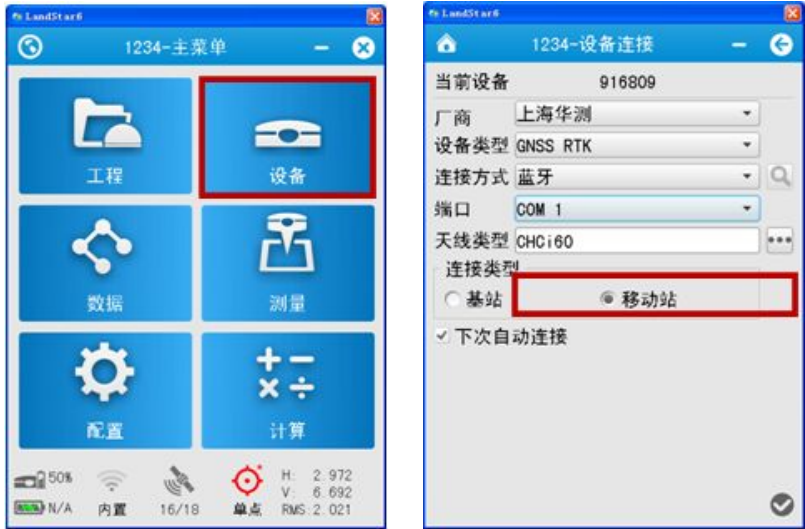 LandStar6
1234-主菜单
工程
设备
数据
测量
配置
计算
50%
H: 2.972
V: 6.692
N/A
内置
16/18
单点
RMS:2.021
LandStar6
1234-设备连接
当前设备 916809
厂商 上海华测
设备类型 GNSS RTK
连接方式 蓝牙
端口 COM 1
天线类型 CHCi60
连接类型
基站 移动站
下次自动连接